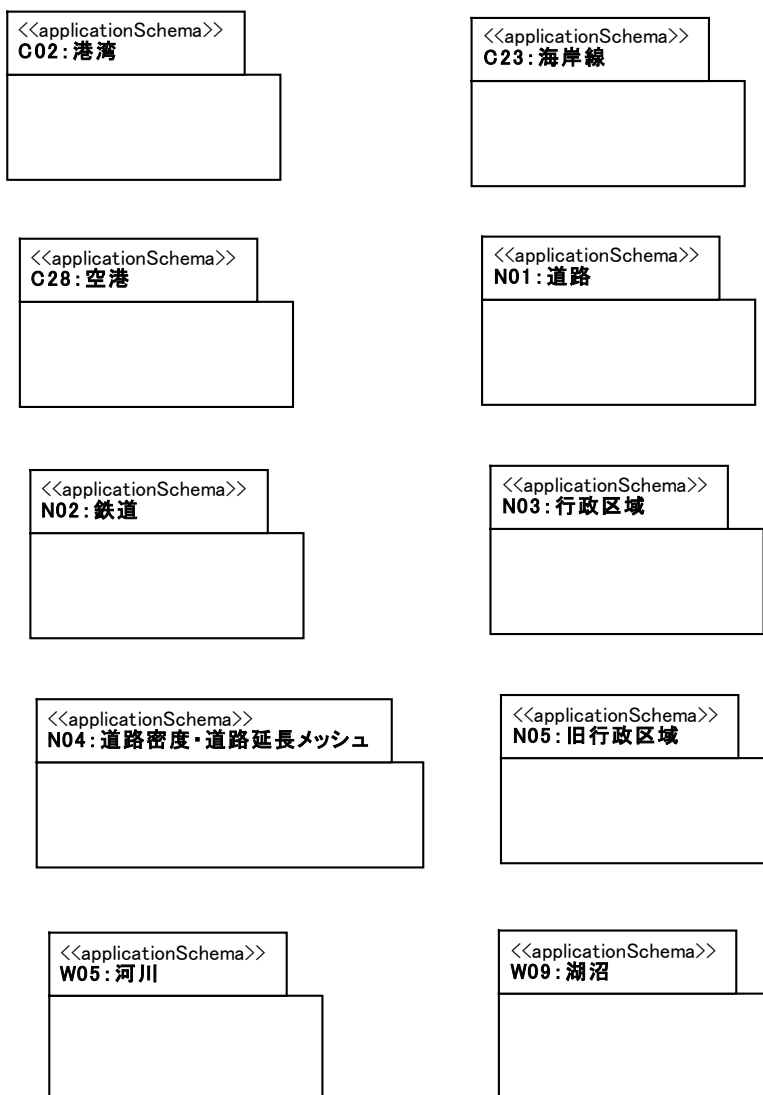 <<applicationSchema>>
C02:港湾
<<applicationSchema>>
C23:海岸線
<<applicationSchema>>
C28:空港
<<applicationSchema>>
N01:道路
<<applicationSchema>>
N02:鉄道
<<applicationSchema>>
N03:行政区域
<<applicationSchema>>
N04:道路密度・道路延長メッシュ
<<applicationSchema>>
N05:旧行政区域
<<applicationSchema>>
W05:河川
<<applicationSchema>>
W09:湖沼